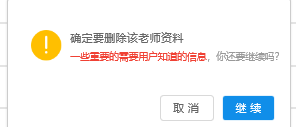 确定要删除该老师资料
一些重要的需要用户知道的信息，你还要继续吗?
取 消 继 续